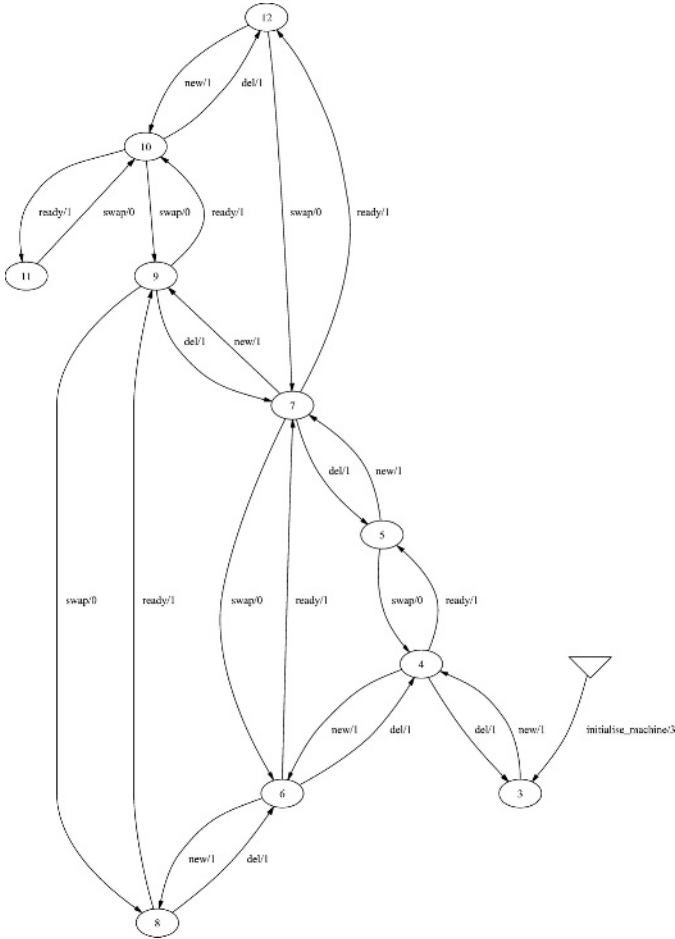 12
new/1 del/1
10
ready/1 swap/0 swap/0 ready/1 swap/0 ready/1
11 9
del/1 new/1
7
del/1 new/1
5
swap/0 ready/1 swap/0 ready/1 swap/0 ready/1
4
new/1 del/1 del/1 new/1 initialise_machine/3
6 3
new/1 del/1
8